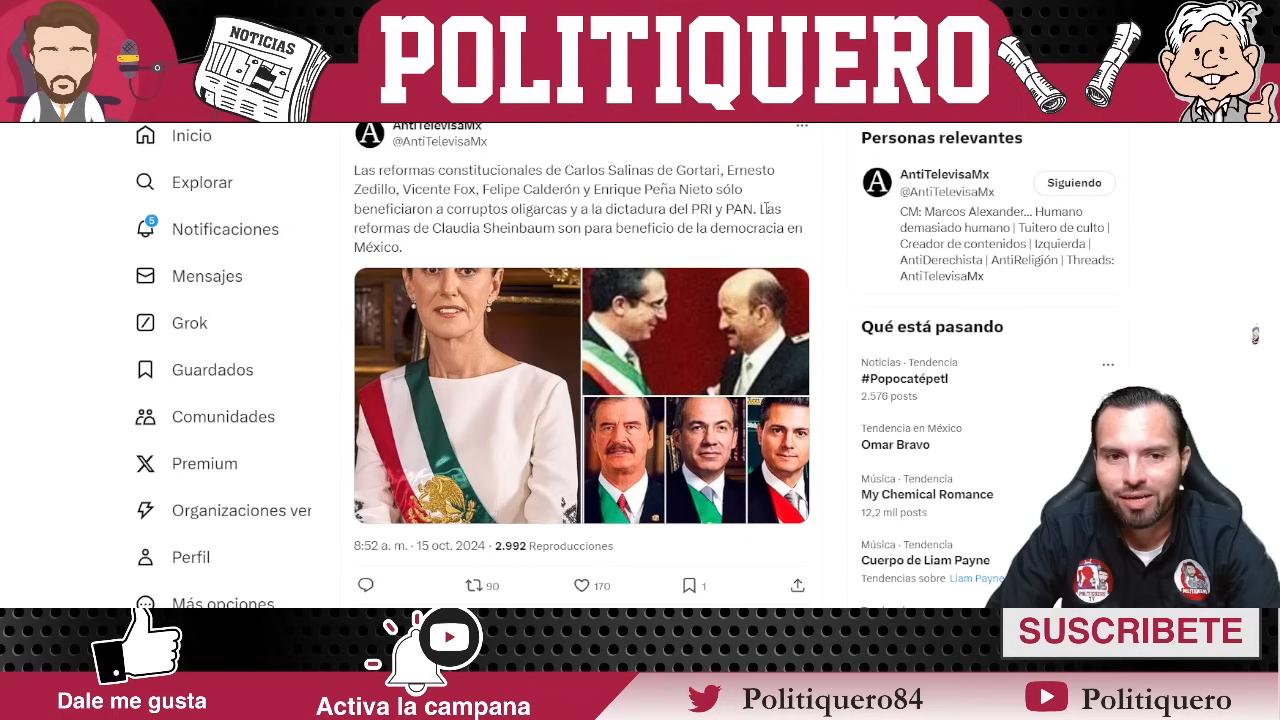 NOTICIAS
POLITIQUERO
Inicio
Explorar
5
Notificaciones
Mensajes
Grok
Guardados
Comunidades
Premium
Organizaciones ver
Perfil
Más opciones
A
AntiTelevisaMx
@AntiTelevisaMx
Las reformas constitucionales de Carlos Salinas de Gortari, Ernesto
Zedillo, Vicente Fox, Felipe Calderón y Enrique Peña Nieto sólo
beneficiaron a corruptos oligarcas y a la dictadura del PRI y PAN. Las
reformas de Claudia Sheinbaum son para beneficio de la democracia en
México.
8:52 a. m. · 15 oct. 2024 · 2.992 Reproducciones
90
170
1
Personas relevantes
A
AntiTelevisaMx
@AntiTelevisaMx
Siguiendo
CM: Marcos Alexander... Humano
demasiado humano | Tuitero de culto |
Creador de contenidos | Izquierda |
AntiDerechista | AntiReligión | Threads:
AntiTelevisaMx
Qué está pasando
Noticias · Tendencia
#Popocatépetl
2.576 posts
Tendencia en México
Omar Bravo
Música · Tendencia
My Chemical Romance
12,2 mil posts
Música · Tendencia
Cuerpo de Liam Payne
Tendencias sobre Liam Payne
POLITIQUERO
TV
POLITIQUERO
SUSCRIBETE
Dale me gusta
Activa la campana
Politiquero84
Politiquero